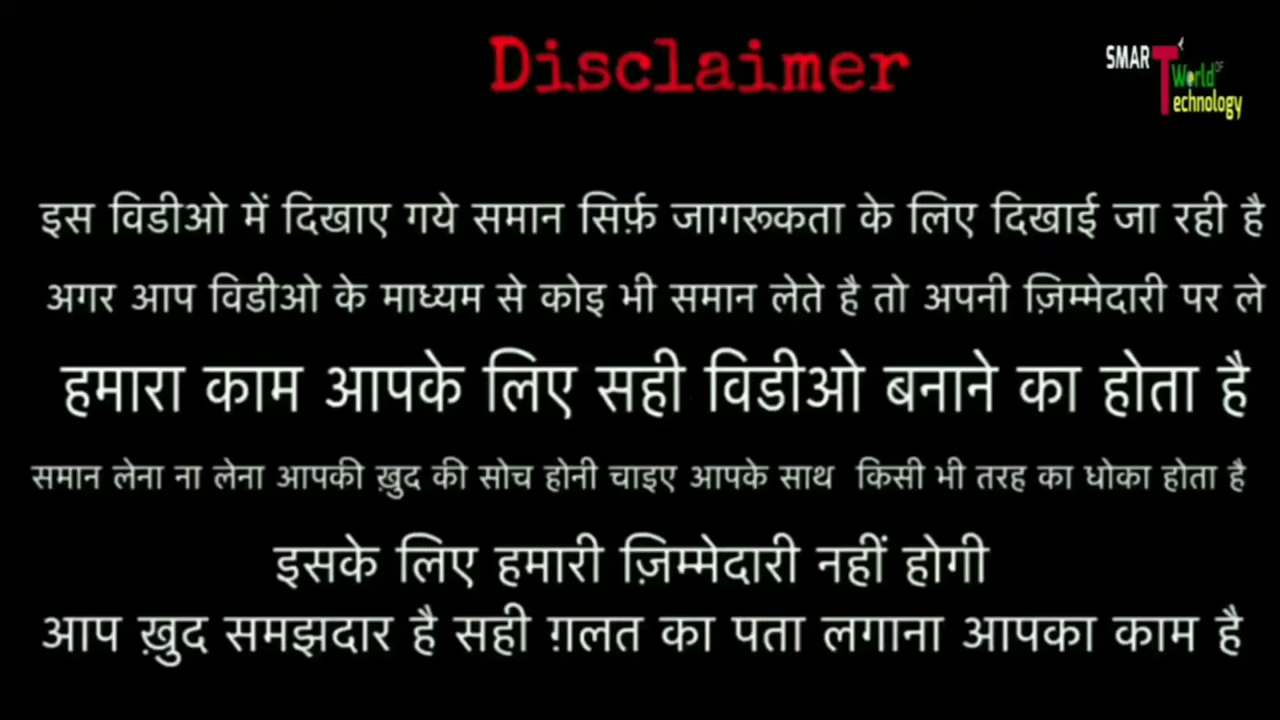 Disclaimer
SMART World OF Technology
इस विडीओ में दिखाए गये समान सिर्फ़ जागरूकता के लिए दिखाई जा रही है
अगर आप विडीओ के माध्यम से कोइ भी समान लेते है तो अपनी ज़िम्मेदारी पर ले
हमारा काम आपके लिए सही विडीओ बनाने का होता है
समान लेना ना लेना आपकी ख़ुद की सोच होनी चाइए आपके साथ किसी भी तरह का धोका होता है
इसके लिए हमारी ज़िम्मेदारी नहीं होगी
आप ख़ुद समझदार है सही ग़लत का पता लगाना आपका काम है